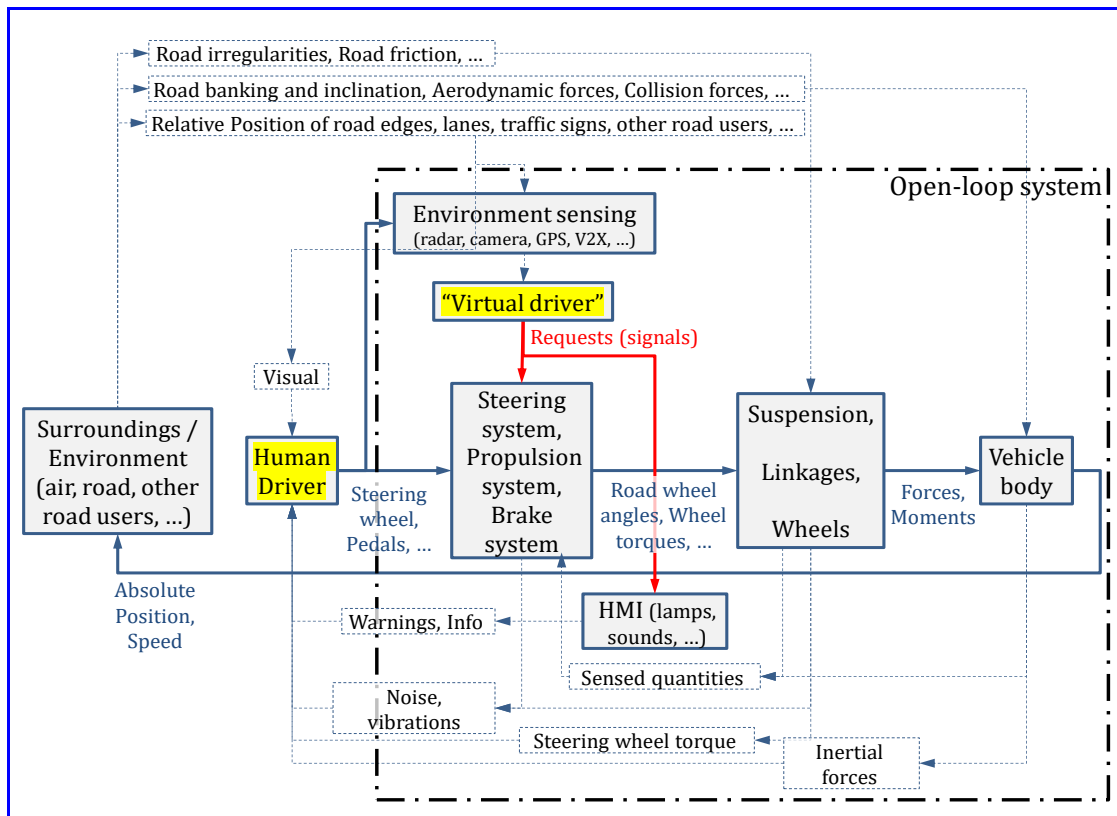 Road irregularities, Road friction, …
Road banking and inclination, Aerodynamic forces, Collision forces, …
Relative Position of road edges, lanes, traffic signs, other road users, …
Open-loop system
Environment sensing
(radar, camera, GPS, V2X, …)
“Virtual driver”
Requests (signals)
Visual
Surroundings /
Environment
(air, road, other
road users, …)
Human
Driver
Steering
wheel,
Pedals, …
Steering
system,
Propulsion
system,
Brake
system
Road wheel
angles, Wheel
torques, …
Suspension,
Linkages,
Wheels
Forces,
Moments
Vehicle
body
Absolute
Position,
Speed
HMI (lamps,
sounds, …)
Warnings, Info
Sensed quantities
Noise,
vibrations
Steering wheel torque
Inertial
forces